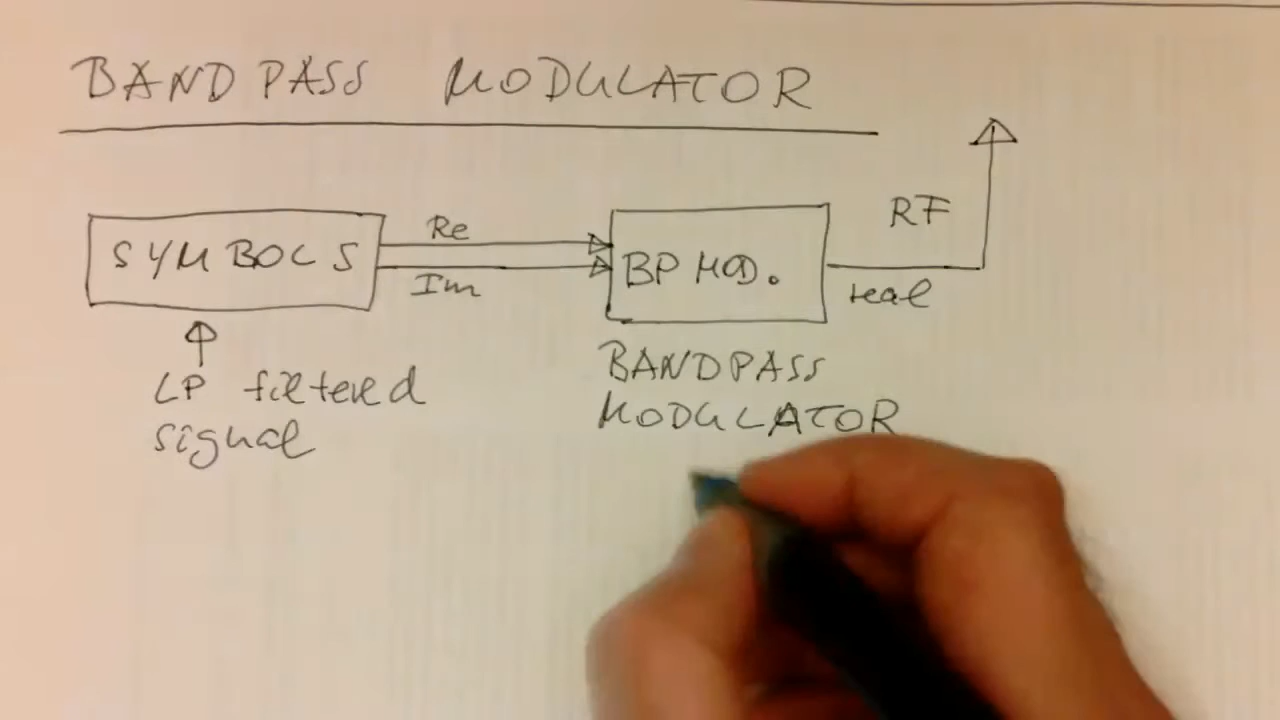 BANDPASS MODULATOR
SYMBOLS
Re
Im
BP MOD.
RF
real
LP filtered
signal
BANDPASS
MODULATOR